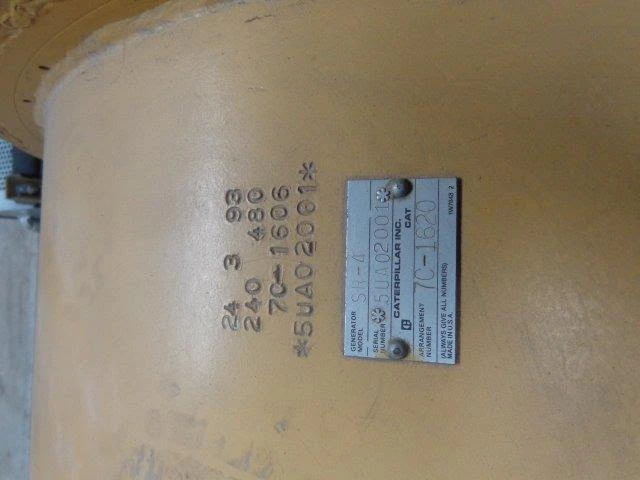 24 3 93
240 480
7C-1606
*5UA02001*
GENERATOR MODEL SR-4
SERIAL NUMBER *5UA02001*
CATERPILLAR INC. CAT
ARRANGEMENT NUMBER 7C-1620
(ALWAYS GIVE ALL NUMBERS)
MADE IN U.S.A.